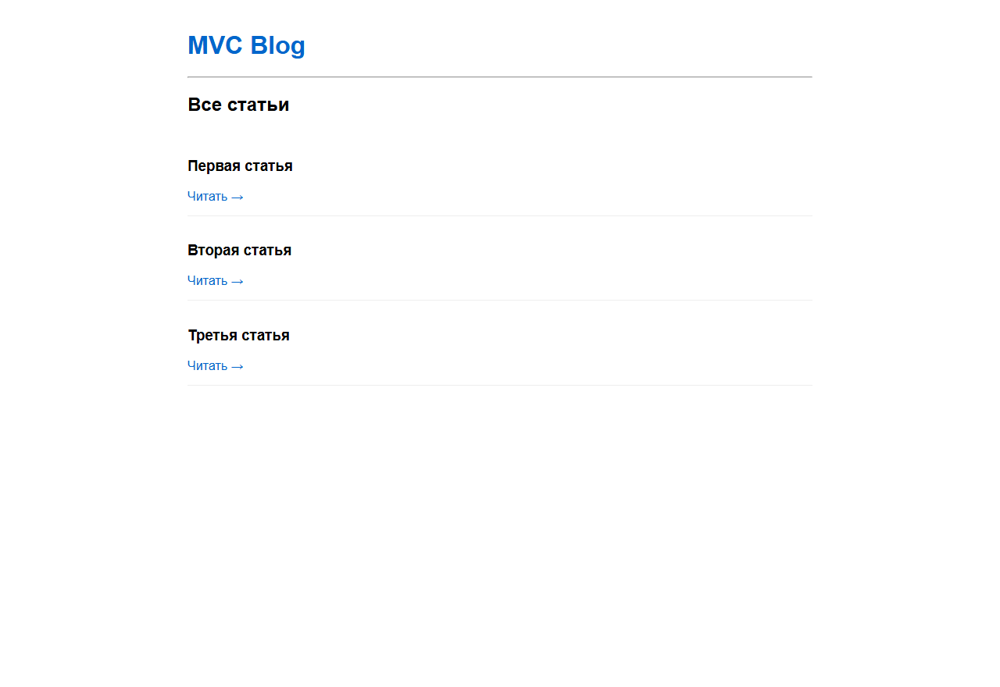 MVC Blog
Все статьи
Первая статья
Читать →
Вторая статья
Читать →
Третья статья
Читать →